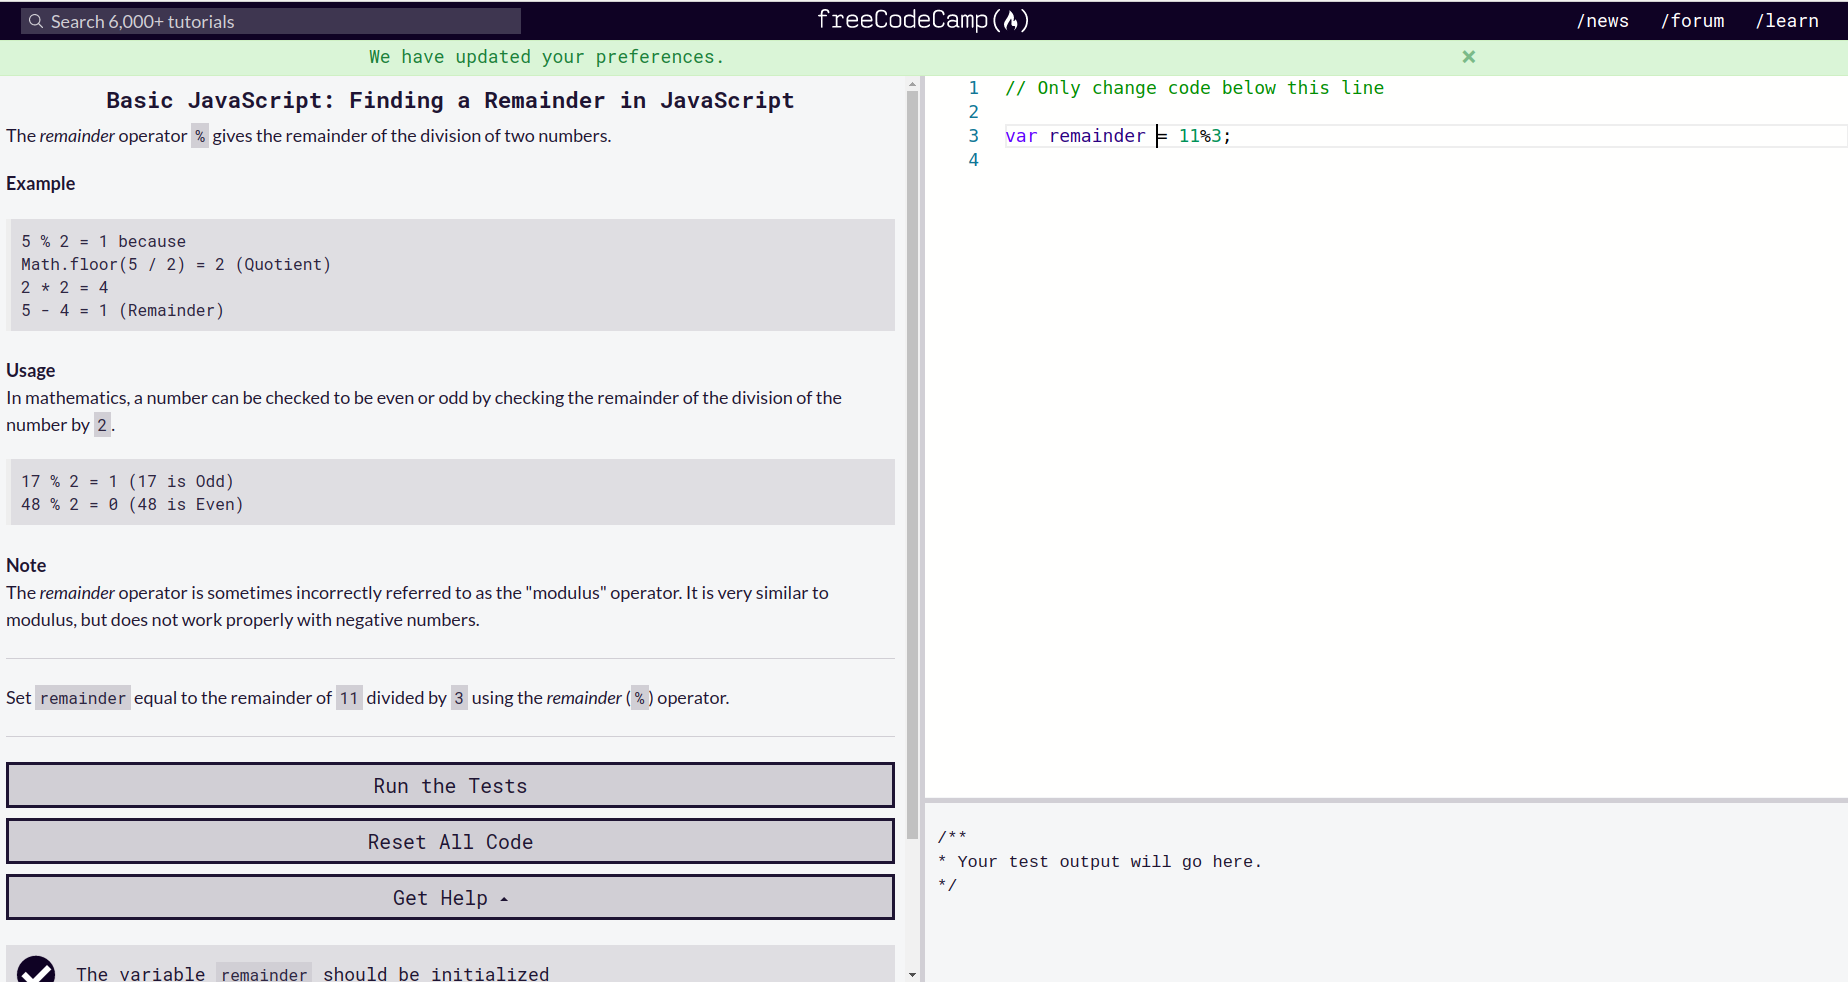 Search 6,000+ tutorials
freeCodeCamp(🔥)
/news /forum /learn
We have updated your preferences.
×
Basic JavaScript: Finding a Remainder in JavaScript
The remainder operator % gives the remainder of the division of two numbers.
Example
5 % 2 = 1 because
Math.floor(5 / 2) = 2 (Quotient)
2 * 2 = 4
5 - 4 = 1 (Remainder)
Usage
In mathematics, a number can be checked to be even or odd by checking the remainder of the division of the
number by 2.
17 % 2 = 1 (17 is Odd)
48 % 2 = 0 (48 is Even)
Note
The remainder operator is sometimes incorrectly referred to as the "modulus" operator. It is very similar to
modulus, but does not work properly with negative numbers.
Set remainder equal to the remainder of 11 divided by 3 using the remainder (%) operator.
Run the Tests
Reset All Code
Get Help
The variable remainder should be initialized
1 // Only change code below this line
2
3 var remainder = 11%3;
4
/**
* Your test output will go here.
*/